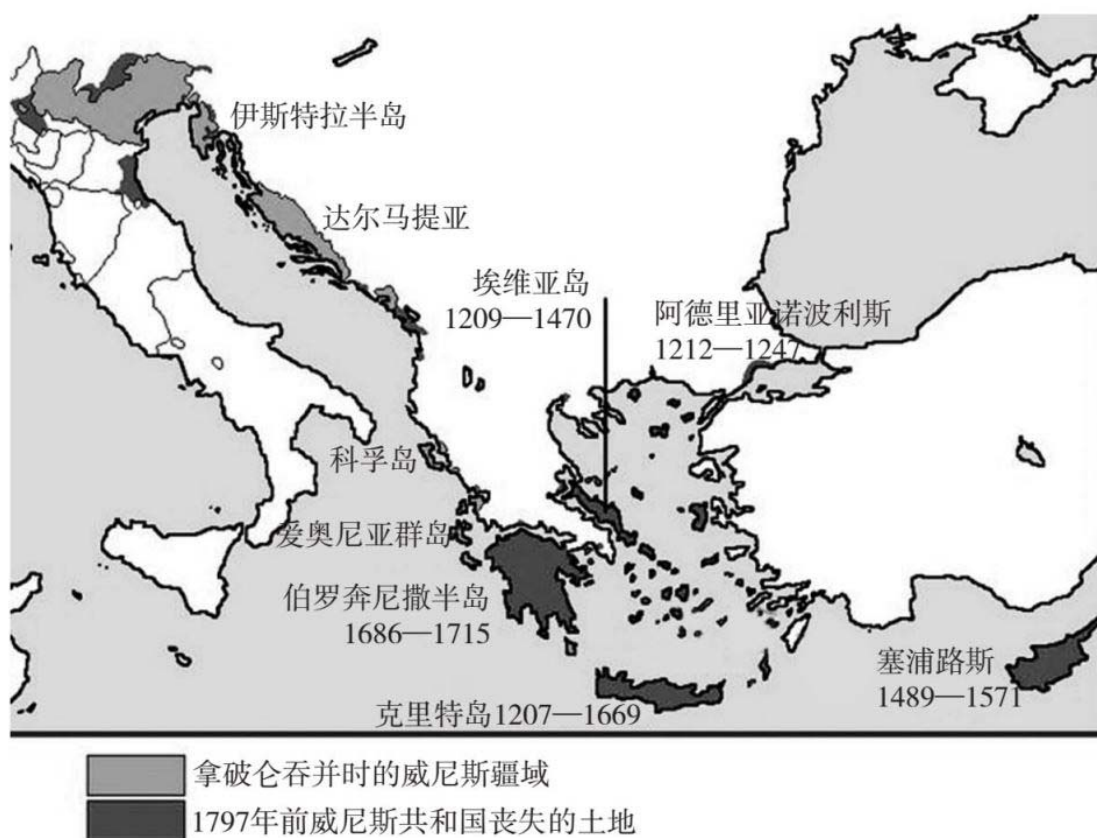 伊斯特拉半岛
达尔马提亚
埃维亚岛
1209—1470
阿德里亚诺波利斯
1212—1247
科孚岛
爱奥尼亚群岛
伯罗奔尼撒半岛
1686—1715
塞浦路斯
1489—1571
克里特岛1207—1669
拿破仑吞并时的威尼斯疆域
1797年前威尼斯共和国丧失的土地